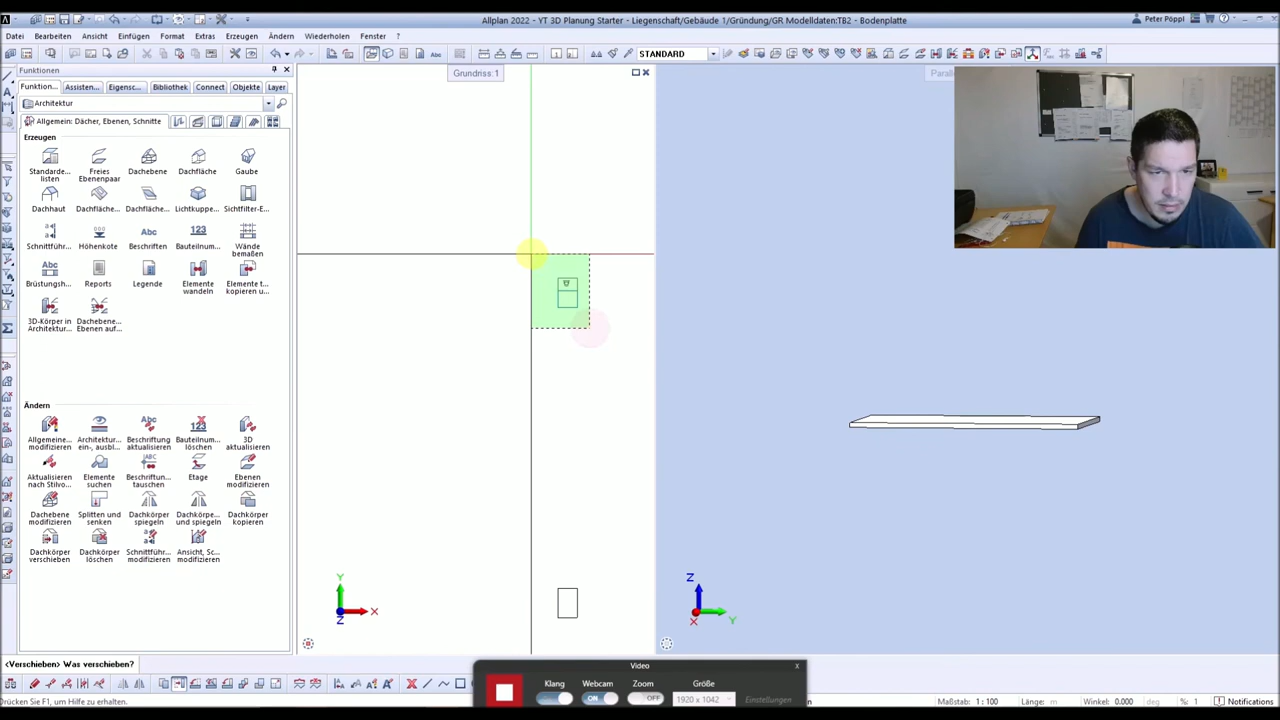 Allplan 2022 - YT 3D Planung Starter - Liegenschaft/Gebäude 1/Gründung/GR Modelldaten:TB2 - Bodenplatte
Peter Pöppl
Datei Bearbeiten Ansicht Einfügen Format Extras Erzeugen Ändern Wiederholen Fenster ?
STANDARD
Funktionen
Grundriss:1
Funktion... Assisten... Eigensc... Bibliothek Connect Objekte Layer
Architektur
Allgemein: Dächer, Ebenen, Schnitte
Erzeugen
Standarde... listen
Freies Ebenenpaar
Dachebene
Dachfläche
Gaube
Dachhaut
Dachfläche...
Dachfläche...
Lichtkuppe...
Sichtfilter-E...
Schnittführ...
Höhenkote
Beschriften
Bauteilnum...
Wände bemaßen
Brüstungsh...
Reports
Legende
Elemente wandeln
Elemente t... kopieren u...
3D-Körper in Architektur...
Dachebene... Ebenen auf...
Ändern
Allgemeine... modifizieren
Architektur... ein-, ausbl...
Beschriftung aktualisieren
Bauteilnum... löschen
3D aktualisieren
Aktualisieren nach Stilvo...
Elemente suchen
Beschriftun... tauschen
Etage
Ebenen modifizieren
Dachebene modifizieren
Splitten und senken
Dachkörper spiegeln
Dachkörpe... und spiegeln
Dachkörper kopieren
Dachkörper verschieben
Dachkörper löschen
Schnittführ... modifizieren
Ansicht, Sc... modifizieren
Y
X
Z
Z
Y
X
<Verschieben> Was verschieben?
Video
x
Klang
Webcam
Zoom
Größe
ON
OFF
1920 x 1042
Einstellungen
Drücken Sie F1, um Hilfe zu erhalten.
Maßstab: 1 : 100
Länge: m
Winkel: 0.000
deg
%: 1
Notifications